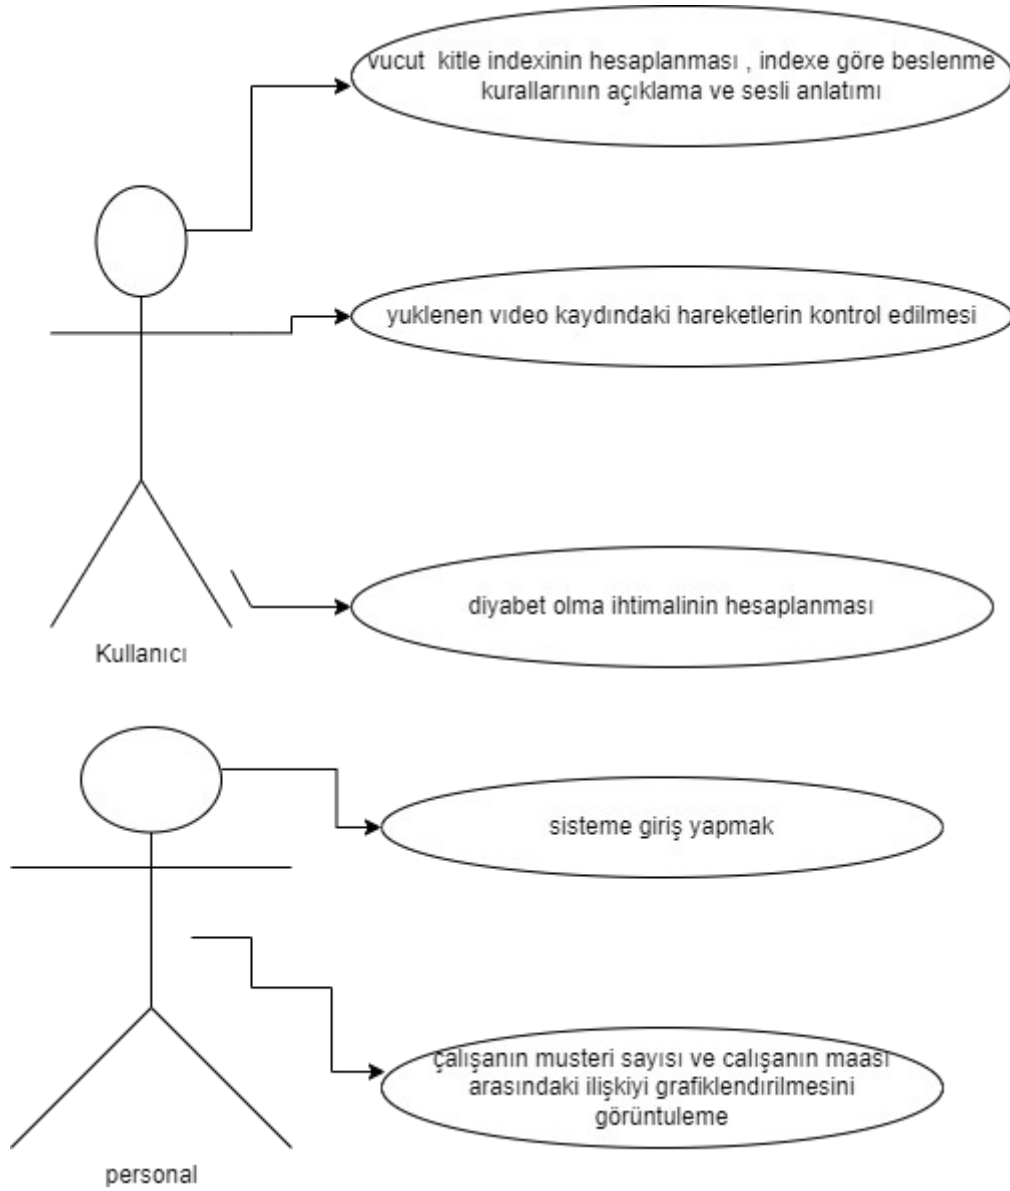 vucut kitle indexinin hesaplanması , indexe göre beslenme
kurallarının açıklama ve sesli anlatımı
yuklenen vıdeo kaydındaki hareketlerin kontrol edilmesi
diyabet olma ihtimalinin hesaplanması
Kullanıcı
sisteme giriş yapmak
çalışanın musteri sayısı ve calışanın maası
arasındaki ilişkiyi grafiklendirilmesini
görüntuleme
personal